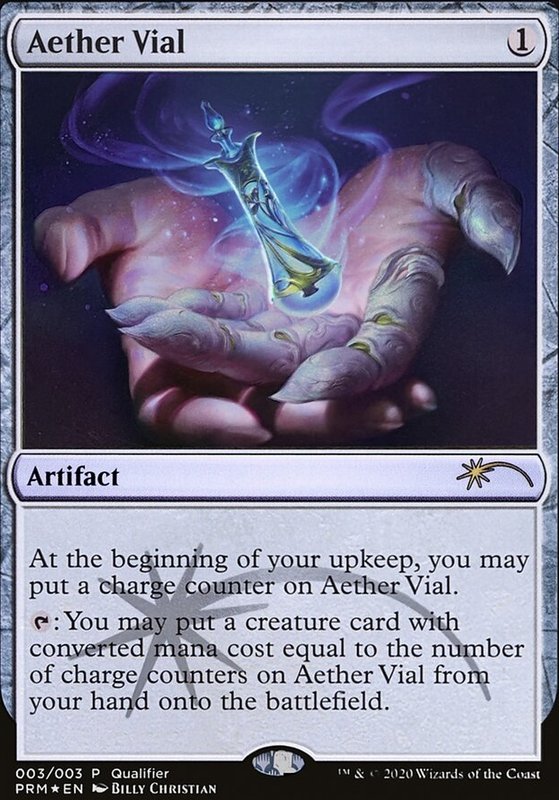 Aether Vial 1
Artifact
At the beginning of your upkeep, you may
put a charge counter on Aether Vial.
: You may put a creature card with
converted mana cost equal to the number
of charge counters on Aether Vial from
your hand onto the battlefield.
003/003 P Qualifier
PRM★EN Billy Christian
™ & © 2020 Wizards of the Coast